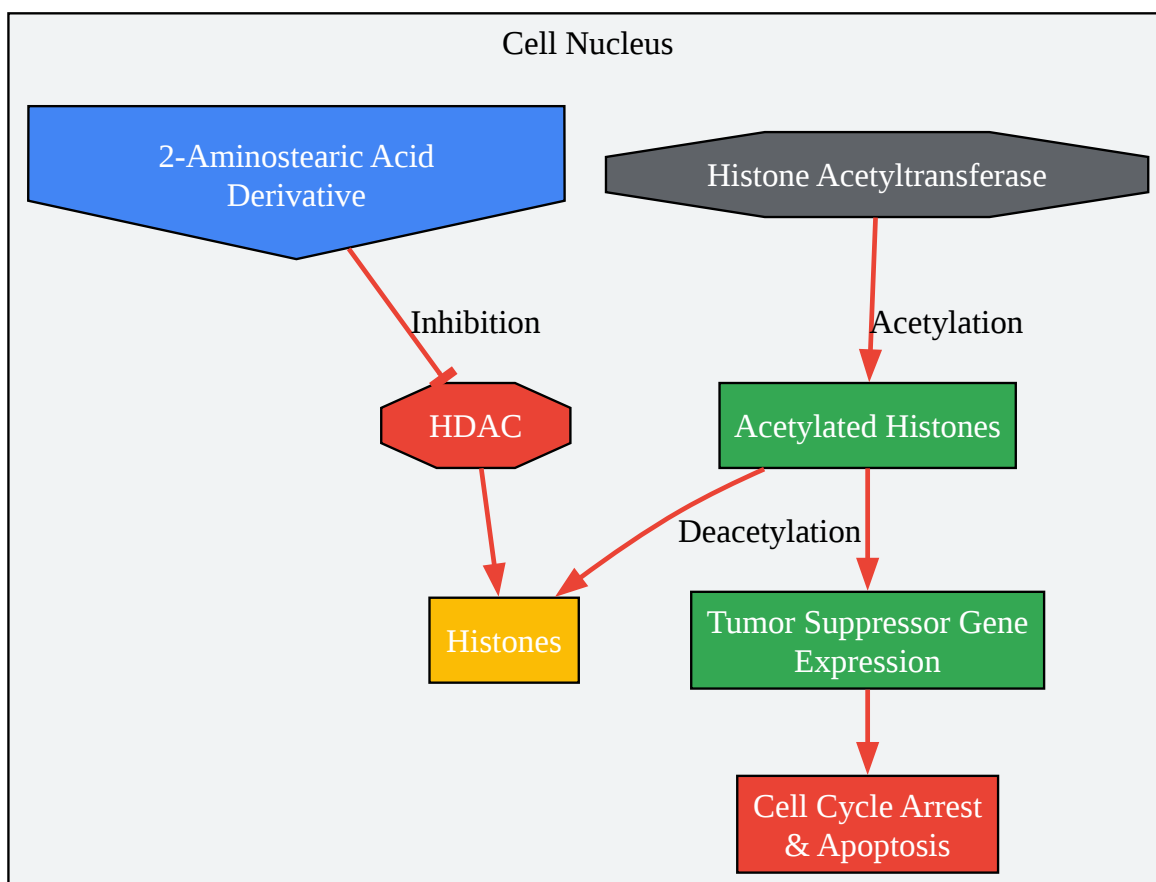 Cell Nucleus
2-Aminostearic Acid
Derivative
Histone Acetyltransferase
Inhibition
Acetylation
HDAC
Acetylated Histones
Deacetylation
Histones
Tumor Suppressor Gene
Expression
Cell Cycle Arrest
& Apoptosis